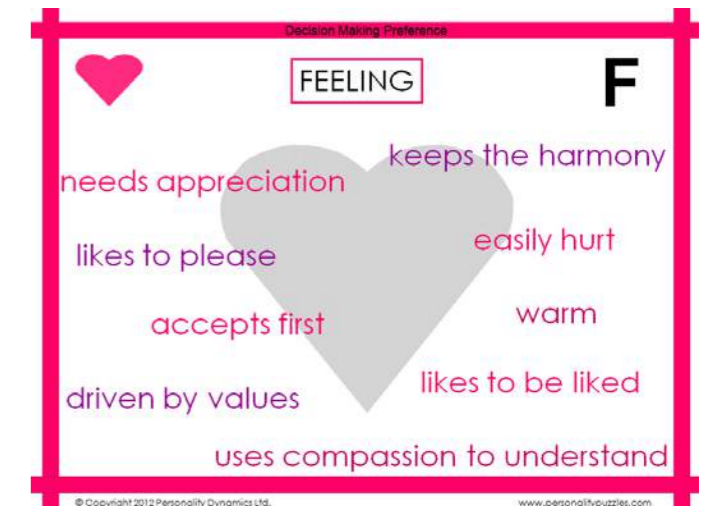 Decision Making Preference
FEELING
F
keeps the harmony
needs appreciation
easily hurt
likes to please
warm
accepts first
likes to be liked
driven by values
uses compassion to understand
© Copyright 2012 Personality Dynamics Ltd.
www.personalitypuzzles.com